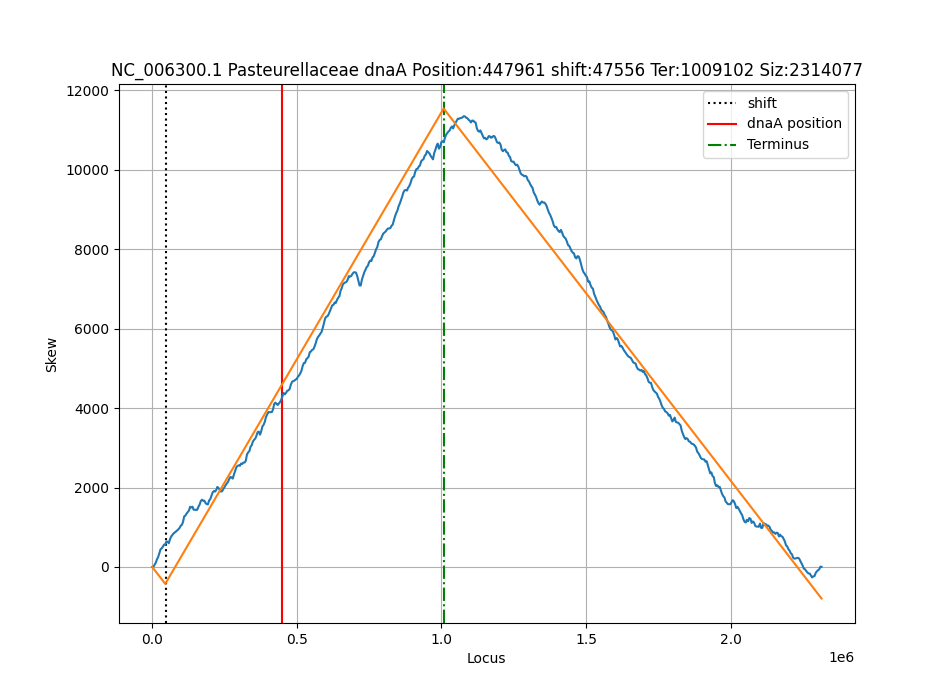 NC_006300.1 Pasteurellaceae dnaA Position:447961 shift:47556 Ter:1009102 Siz:2314077
12000
10000
8000
6000
4000
2000
0
Skew
shift
dnaA position
Terminus
0.0 0.5 1.0 1.5 2.0
Locus
1e6